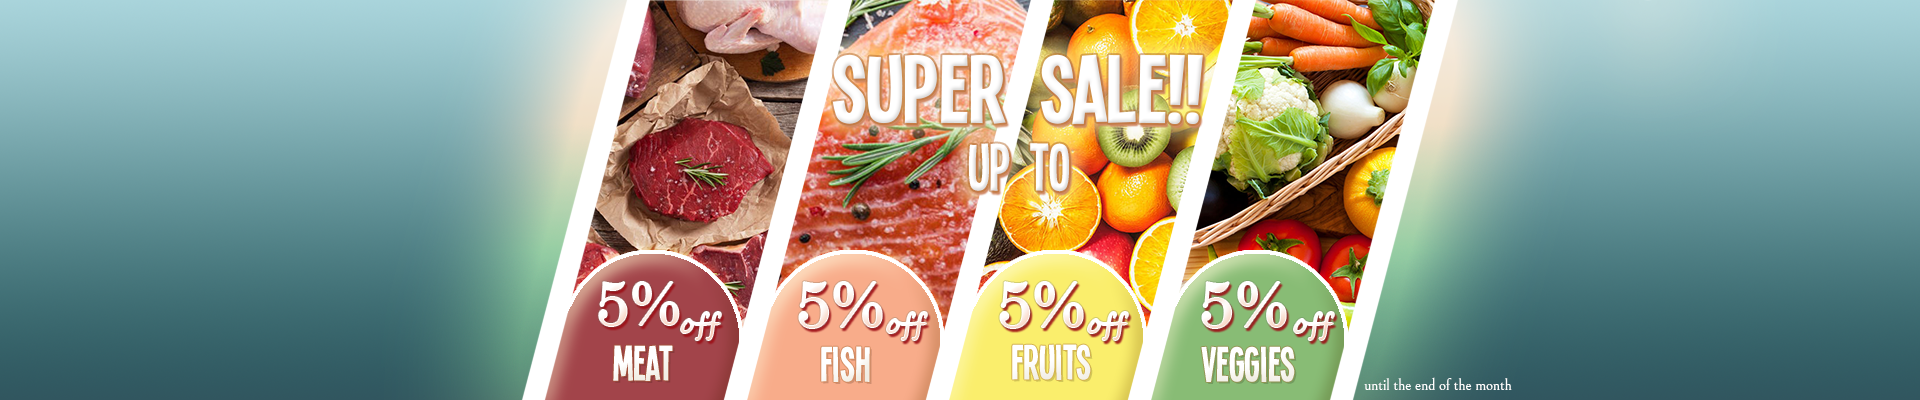 SUPER SALE!!
UP TO
5% off
MEAT
5% off
FISH
5% off
FRUITS
5% off
VEGGIES
until the end of the month